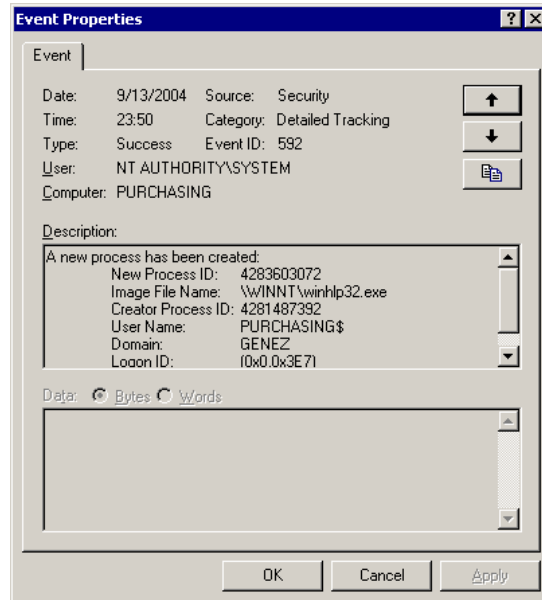 Event Properties
Event
Date: 9/13/2004 Source: Security
Time: 23:50 Category: Detailed Tracking
Type: Success Event ID: 592
User: NT AUTHORITY\SYSTEM
Computer: PURCHASING
Description:
A new process has been created:
New Process ID: 4283603072
Image File Name: \WINNT\winhlp32.exe
Creator Process ID: 4281487392
User Name: PURCHASING$
Domain: GENEZ
Logon ID: (0x0,0x3E7)
Data: Bytes Words
OK Cancel Apply